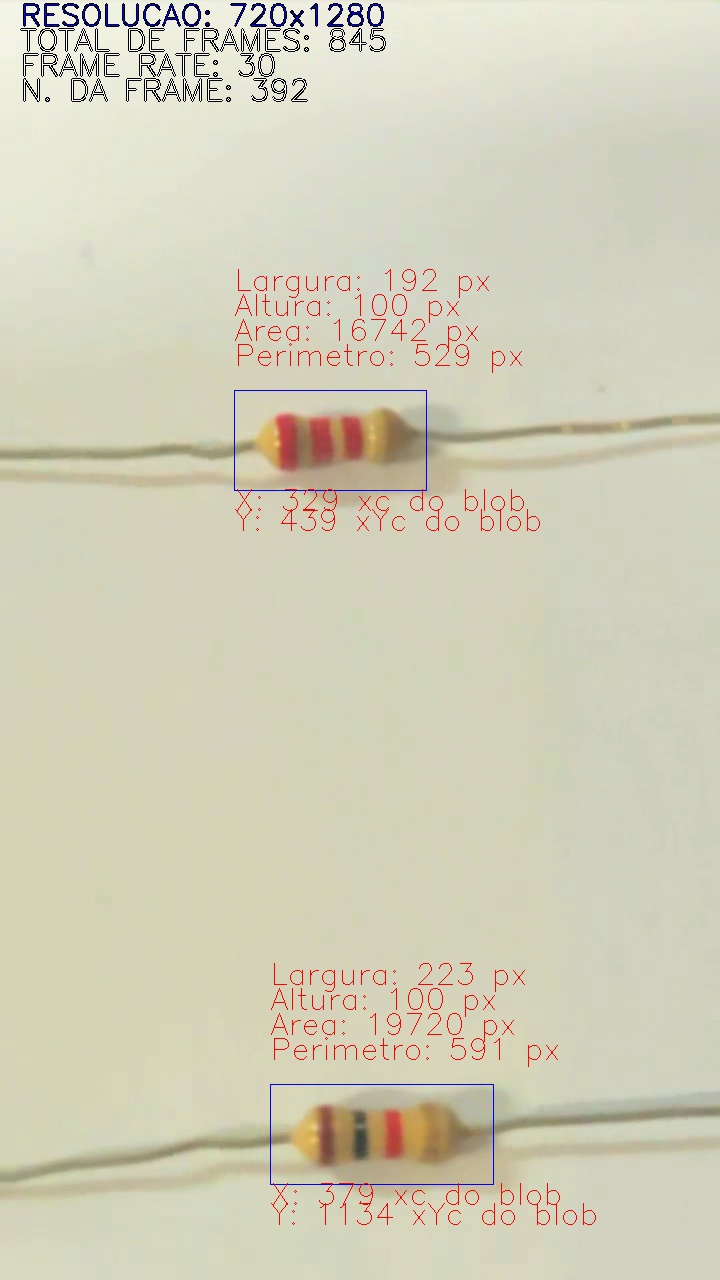 RESOLUCAO: 720x1280
TOTAL DE FRAMES: 845
FRAME RATE: 30
N. DA FRAME: 392
Largura: 192 px
Altura: 100 px
Area: 16742 px
Perimetro: 529 px
X: 329 xc do blob
Y: 439 xYc do blob
Largura: 223 px
Altura: 100 px
Area: 19720 px
Perimetro: 591 px
X: 379 xc do blob
Y: 1134 xYc do blob